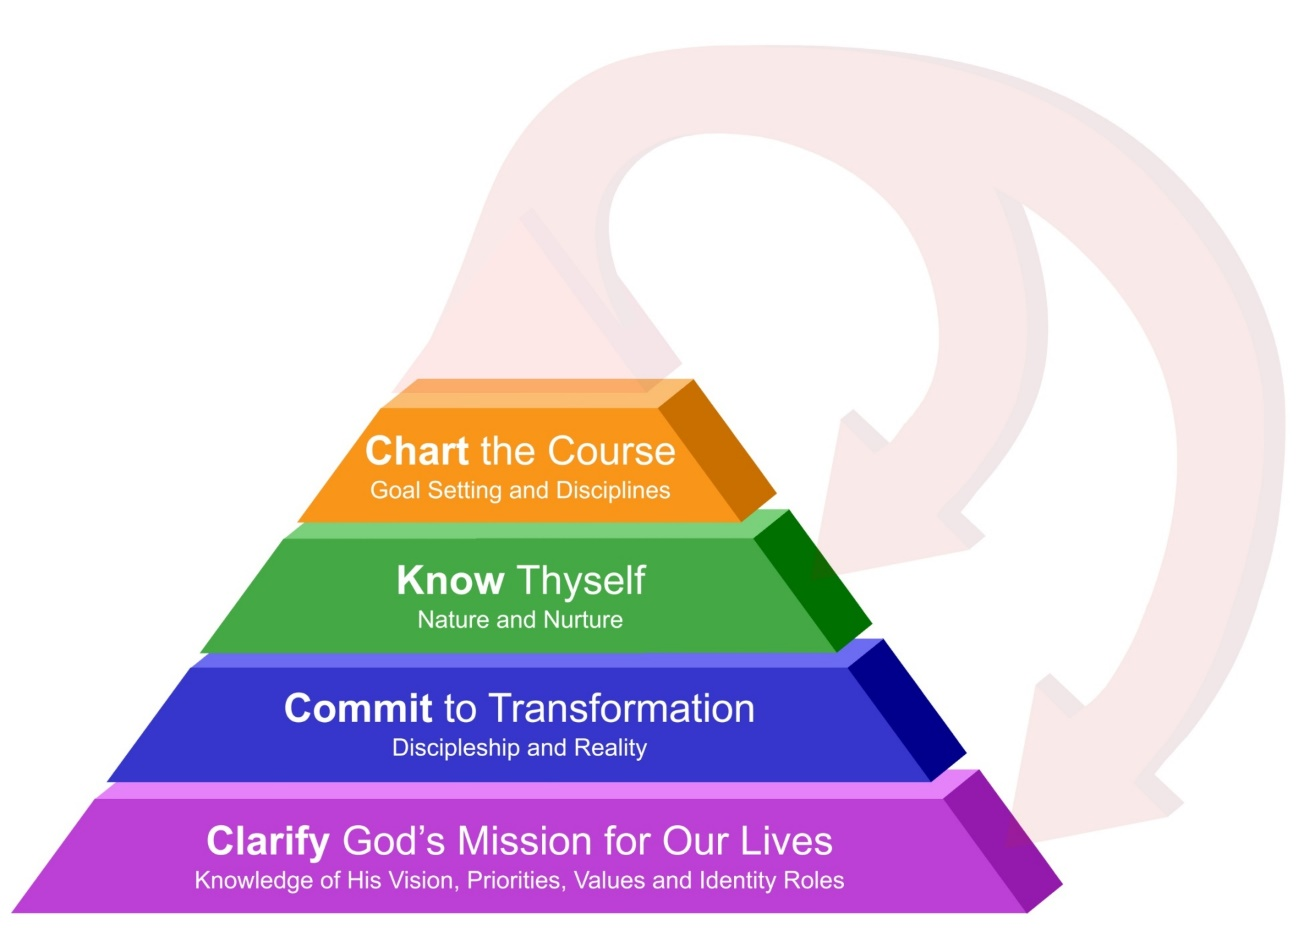 Chart the Course
Goal Setting and Disciplines
Know Thyself
Nature and Nurture
Commit to Transformation
Discipleship and Reality
Clarify God’s Mission for Our Lives
Knowledge of His Vision, Priorities, Values and Identity Roles